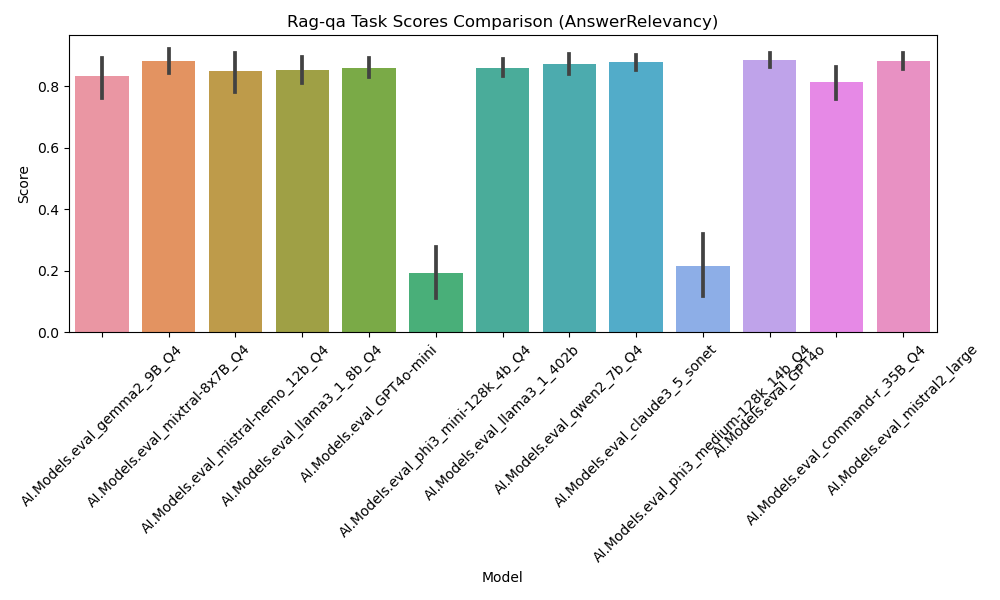 Rag-qa Task Scores Comparison (AnswerRelevancy)
Score
0.8
0.6
0.4
0.2
0.0
AI.Models.eval_gemma2_9B_Q4
AI.Models.eval_mixtral-8x7B_Q4
AI.Models.eval_mistral-nemo_12b_Q4
AI.Models.eval_llama3_1_8b_Q4
AI.Models.eval_GPT4o-mini
AI.Models.eval_phi3_mini-128k_4b_Q4
AI.Models.eval_llama3_1_402b
AI.Models.eval_qwen2_7b_Q4
AI.Models.eval_claude3_5_sonet
AI.Models.eval_phi3_medium-128k_14b_Q4
AI.Models.eval_GPT4o
AI.Models.eval_command-r_35B_Q4
AI.Models.eval_mistral2_large
Model